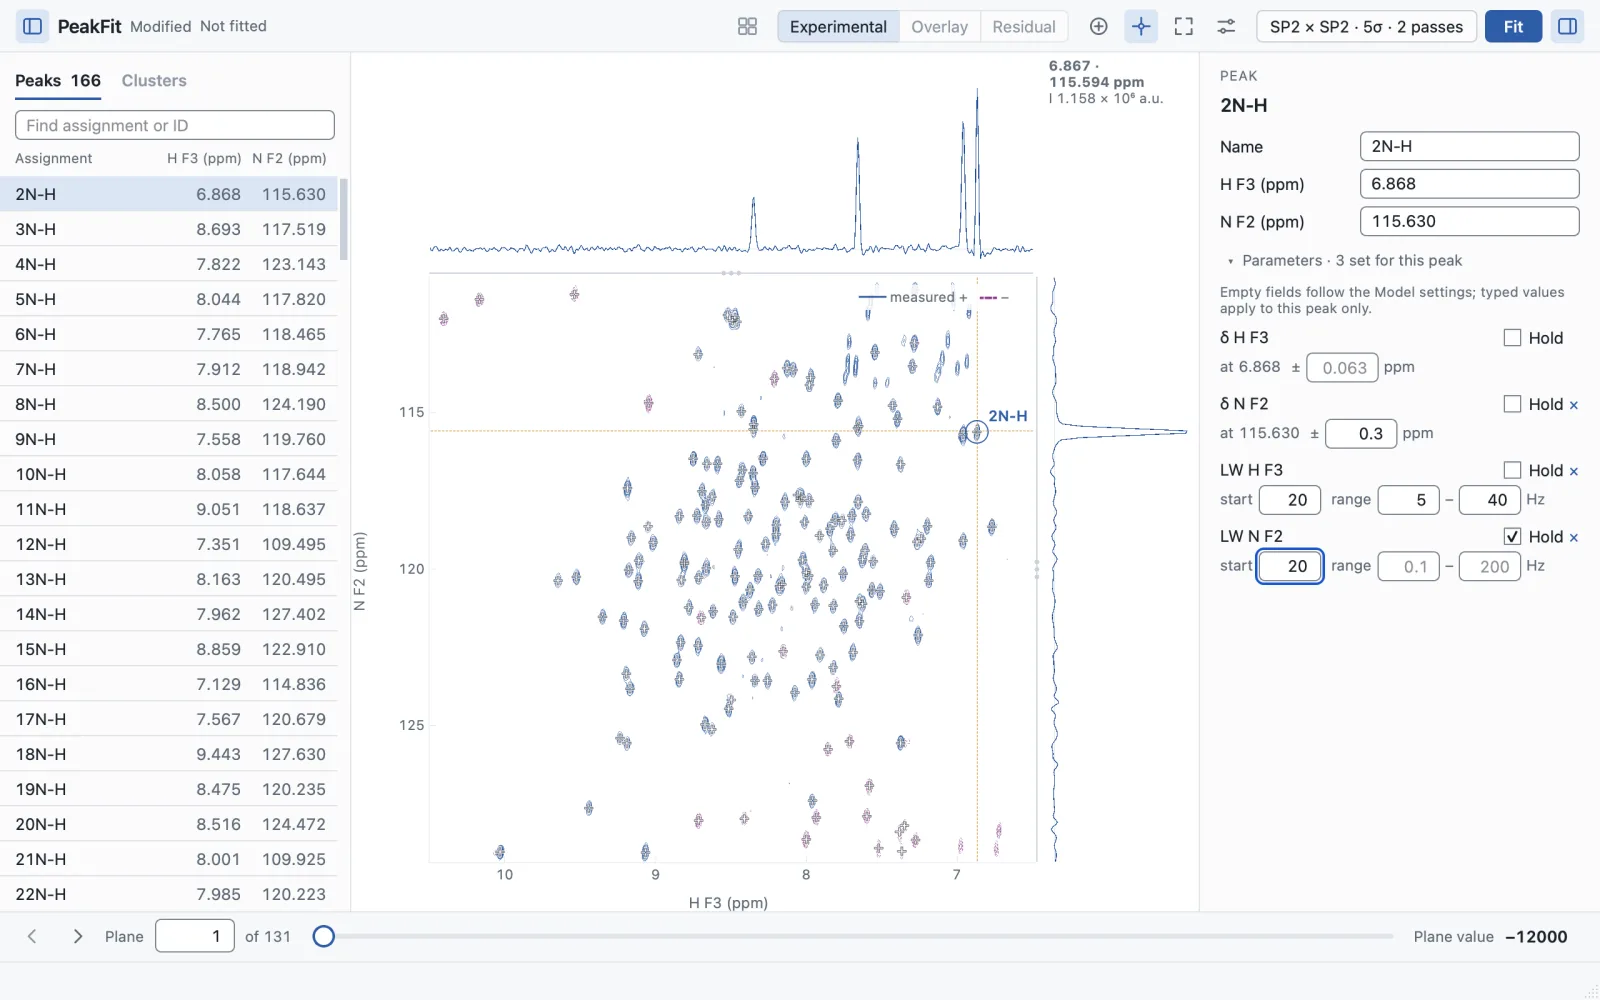 PeakFit Modified Not fitted
Experimental Overlay Residual
SP2 × SP2 · 5σ · 2 passes
Fit
Peaks 166 Clusters
Find assignment or ID
Assignment H F3 (ppm) N F2 (ppm)
2N-H 6.868 115.630
3N-H 8.693 117.519
4N-H 7.822 123.143
5N-H 8.044 117.820
6N-H 7.765 118.465
7N-H 7.912 118.942
8N-H 8.500 124.190
9N-H 7.558 119.760
10N-H 8.058 117.644
11N-H 9.051 118.637
12N-H 7.351 109.495
13N-H 8.163 120.495
14N-H 7.962 127.402
15N-H 8.859 122.910
16N-H 7.129 114.836
17N-H 7.567 120.679
18N-H 9.443 127.630
19N-H 8.475 120.235
20N-H 8.516 124.472
21N-H 8.001 109.925
22N-H 7.985 120.223
6.867 ·
115.594 ppm
I 1.158 × 10⁶ a.u.
measured + −
2N-H
115
120
125
N F2 (ppm)
10 9 8 7
H F3 (ppm)
PEAK
2N-H
Name 2N-H
H F3 (ppm) 6.868
N F2 (ppm) 115.630
▾ Parameters · 3 set for this peak
Empty fields follow the Model settings; typed values
apply to this peak only.
δ H F3 Hold
at 6.868 ± 0.063 ppm
δ N F2 Hold ×
at 115.630 ± 0.3 ppm
LW H F3 Hold ×
start 20 range 5 – 40 Hz
LW N F2 Hold ×
start 20 range 0.1 – 200 Hz
Plane 1 of 131
Plane value −12000